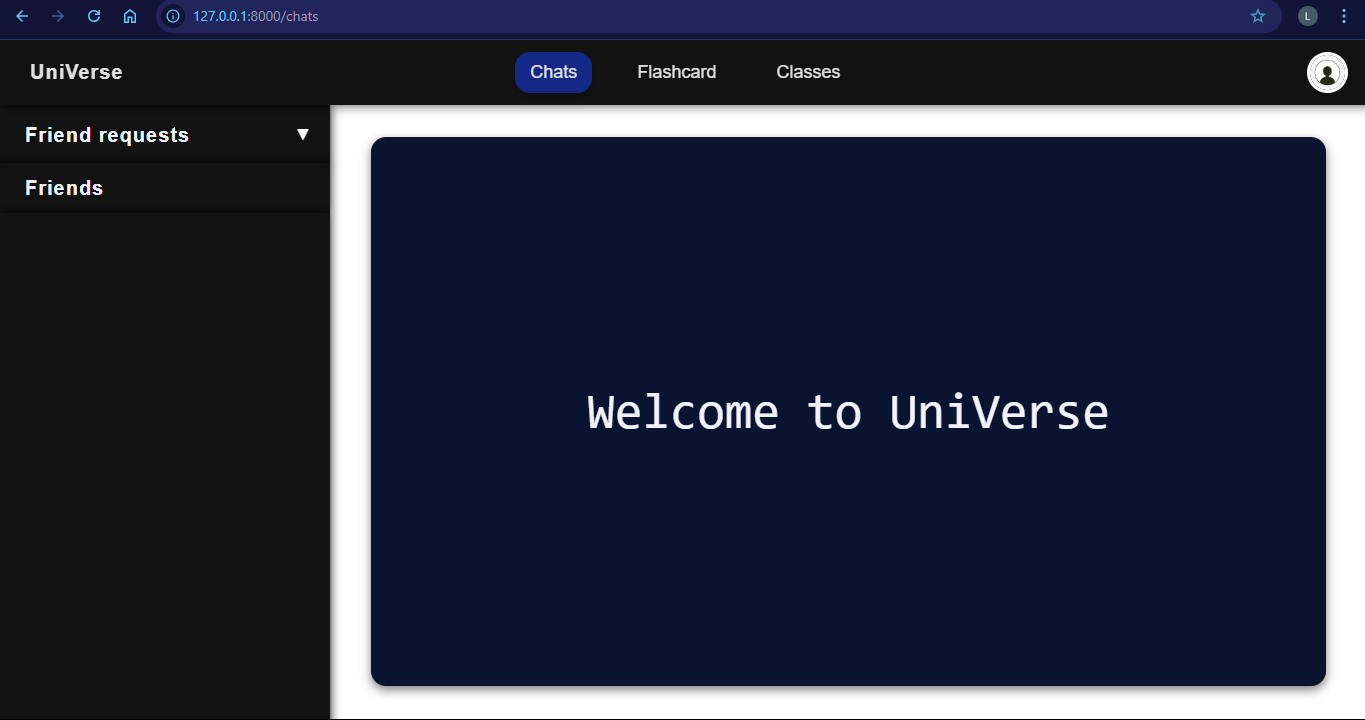 127.0.0.1:8000/chats
L
UniVerse
Chats
Flashcard
Classes
Friend requests ▼
Friends
Welcome to UniVerse